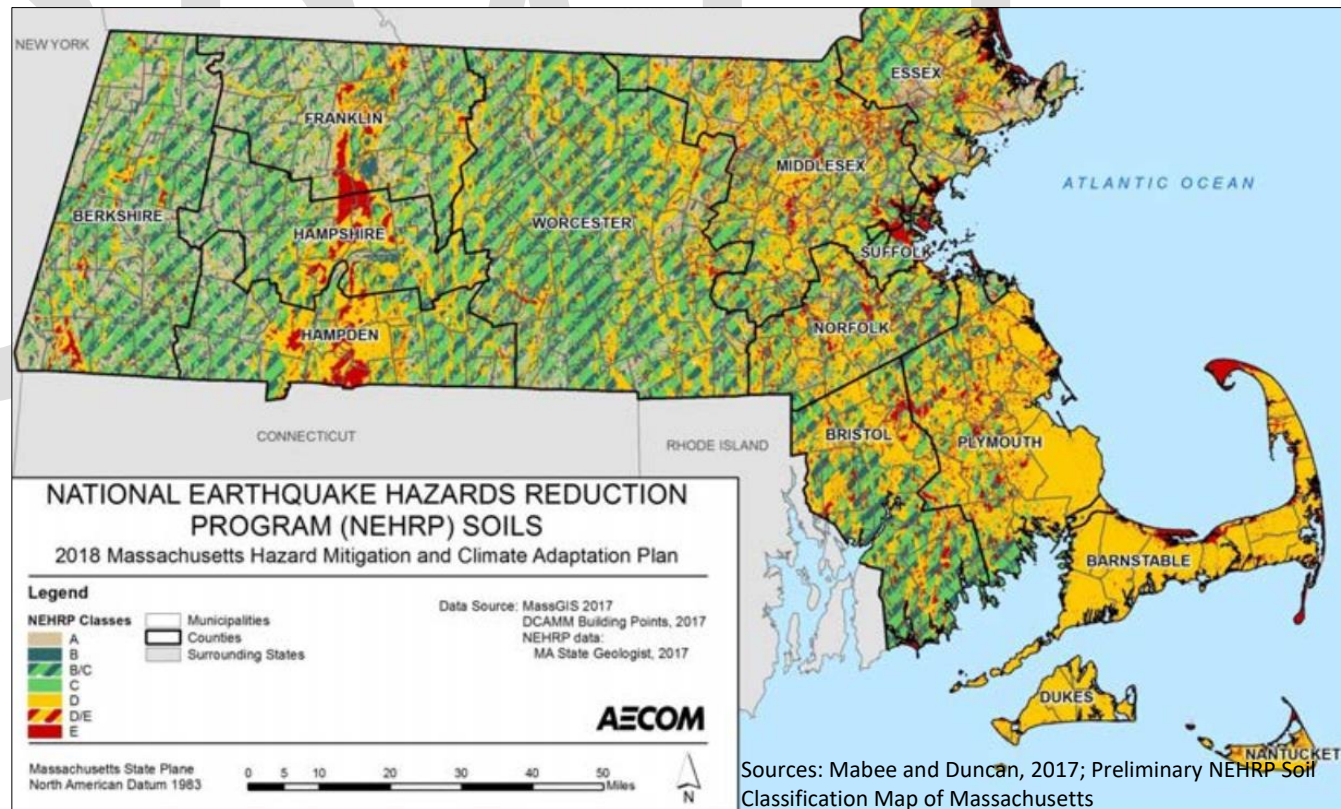 NEW YORK
ESSEX
FRANKLIN
MIDDLESEX
ATLANTIC OCEAN
BERKSHIRE
HAMPSHIRE
WORCESTER
SUFFOLK
HAMPDEN
NORFOLK
CONNECTICUT
RHODE ISLAND
BRISTOL
PLYMOUTH
BARNSTABLE
DUKES
NANTUCKET
NATIONAL EARTHQUAKE HAZARDS REDUCTION
PROGRAM (NEHRP) SOILS
2018 Massachusetts Hazard Mitigation and Climate Adaptation Plan
Legend
NEHRP Classes
A
B
B/C
C
D
D/E
E
Municipalities
Counties
Surrounding States
Data Source: MassGIS 2017
DCAMM Building Points, 2017
NEHRP data:
MA State Geologist, 2017
AECOM
Massachusetts State Plane
North American Datum 1983
0 5 10 20 30 40 50
Miles
N
Sources: Mabee and Duncan, 2017; Preliminary NEHRP Soil
Classification Map of Massachusetts